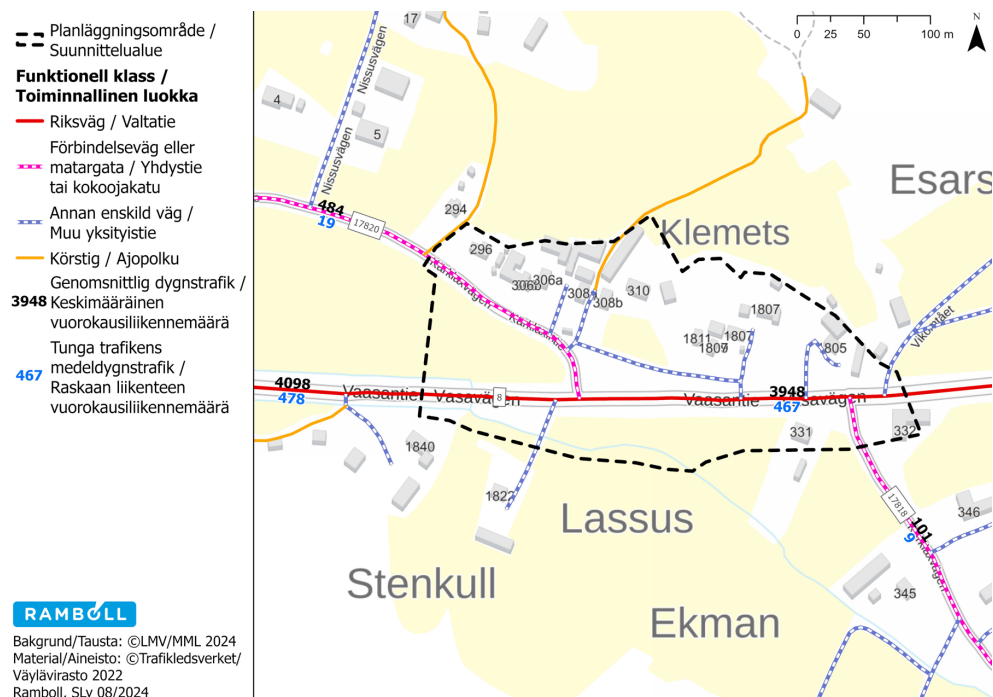 Planläggningsområde /
Suunnittelualue
Funktionell klass /
Toiminnallinen luokka
Riksväg / Valtatie
Förbindelseväg eller
matargata / Yhdystie
tai kokoojakatu
Annan enskild väg /
Muu yksityistie
Körstig / Ajopolku
Genomsnittlig dygnstrafik /
3948 Keskimääräinen
vuorokausiliikennemäärä
Tunga trafikens
467 medeldygnstrafik /
Raskaan liikenteen
vuorokausiliikennemäärä
RAMBOLL
Bakgrund/Tausta: ©LMV/MML 2024
Material/Aineisto: ©Trafikledsverket/
Väylävirasto 2022
Ramboll, SLy 08/2024
0 25 50 100 m
N
17
Nissusvägen
4
5
Nissusvägen
Esars
294
484
19
17820
Klemets
296
306a
308
308b
310
1807
1811
1807
1805
Vikområdet
4098
478
Vaasantie
Vasavägen
8
Vaasantie
3948
467
Vasavägen
331
332
1840
1822
17818
101
9
346
345
Lassus
Stenkull
Ekman